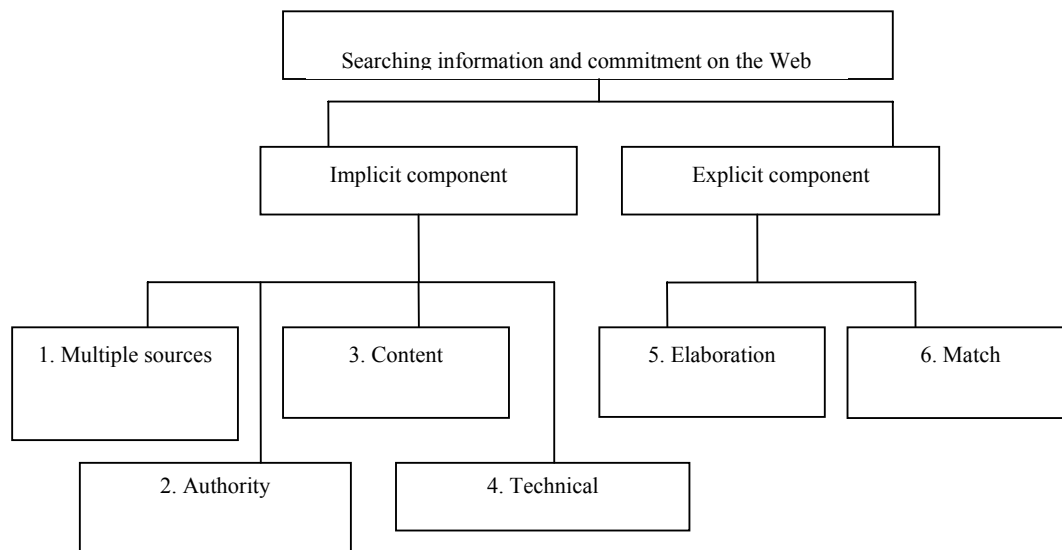 Searching information and commitment on the Web
Implicit component
Explicit component
1. Multiple sources
3. Content
5. Elaboration
6. Match
2. Authority
4. Technical